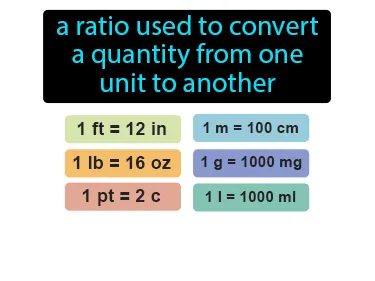 a ratio used to convert
a quantity from one
unit to another
1 ft = 12 in
1 m = 100 cm
1 lb = 16 oz
1 g = 1000 mg
1 pt = 2 c
1 l = 1000 ml